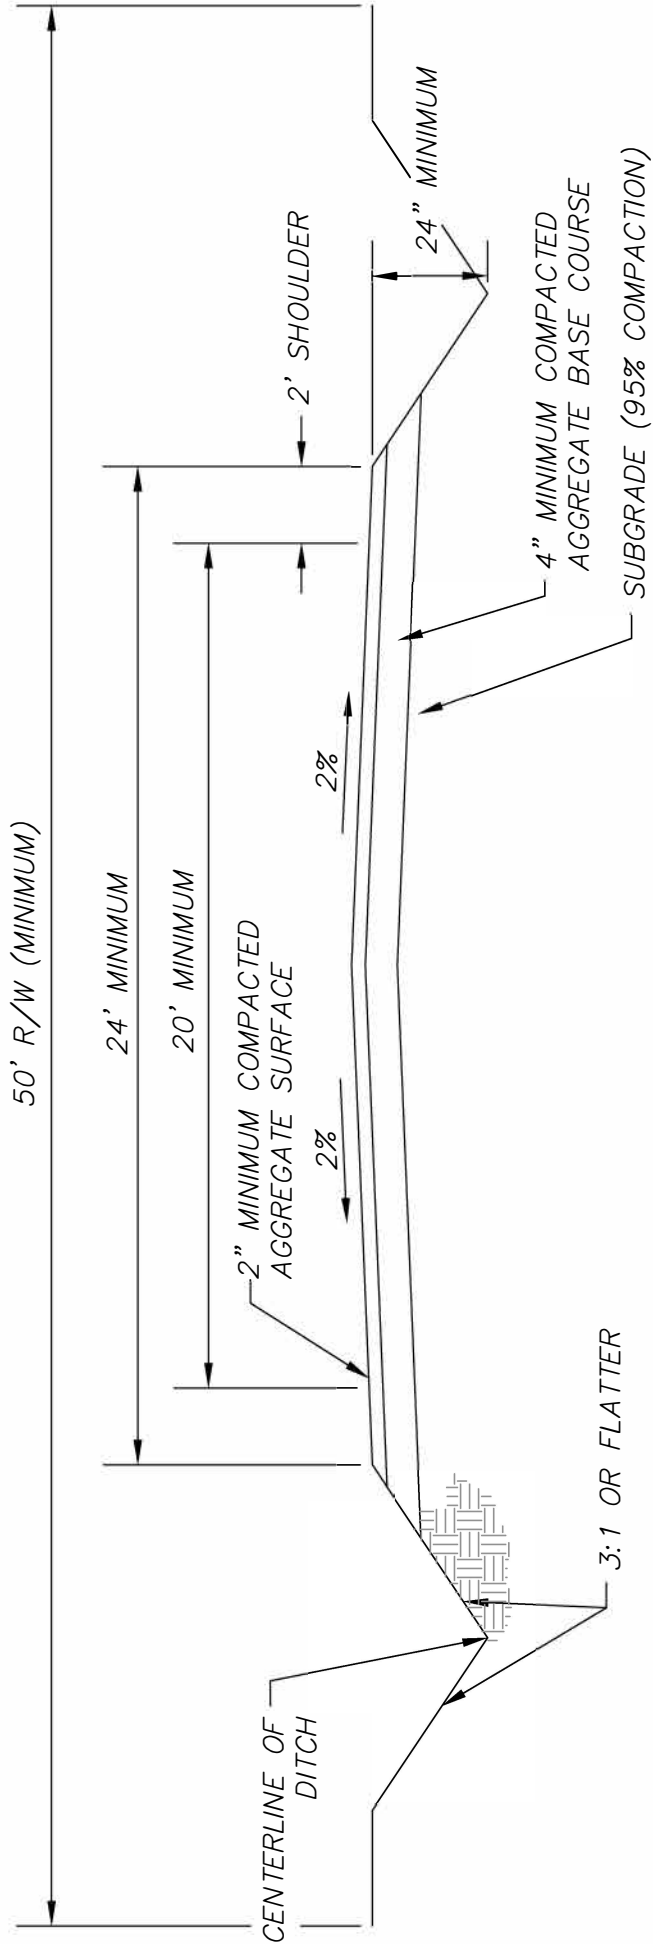 50' R/W (MINIMUM)
24' MINIMUM
20' MINIMUM
2' SHOULDER
2" MINIMUM COMPACTED
AGGREGATE SURFACE
2%
2%
24" MINIMUM
CENTERLINE OF
DITCH
4" MINIMUM COMPACTED
AGGREGATE BASE COURSE
SUBGRADE (95% COMPACTION)
3:1 OR FLATTER